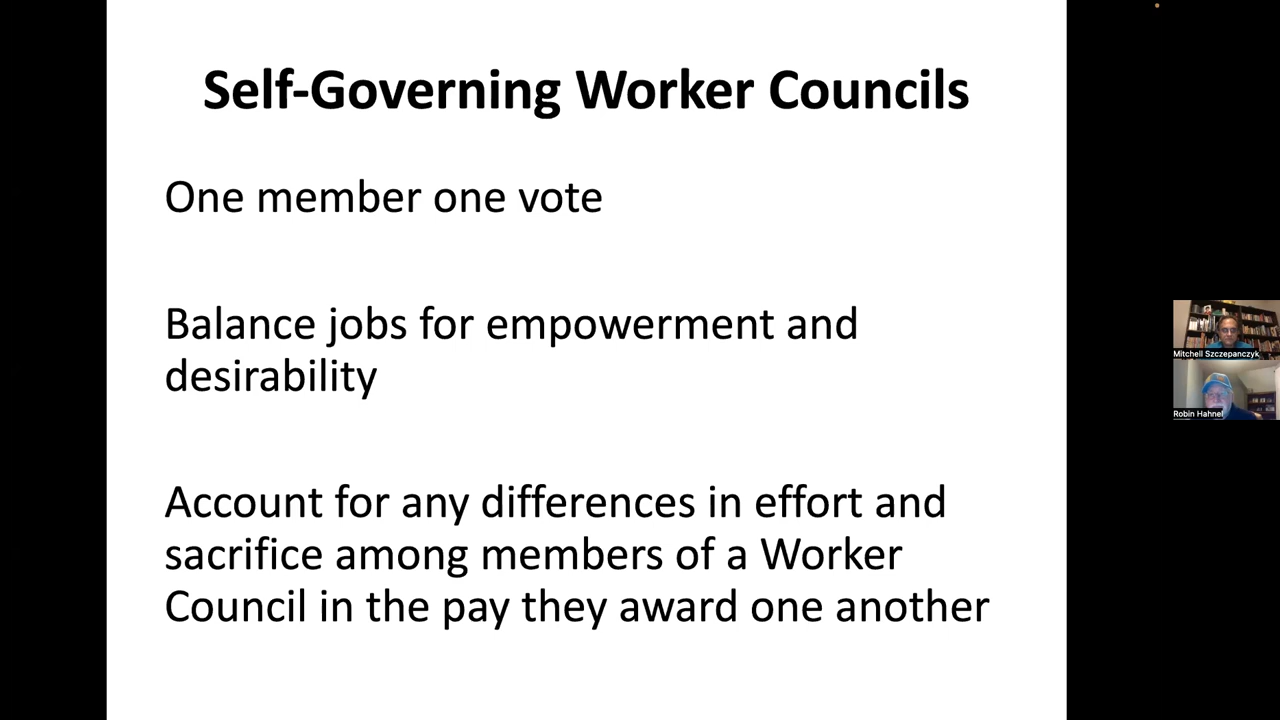 Self-Governing Worker Councils
One member one vote
Balance jobs for empowerment and
desirability
Account for any differences in effort and
sacrifice among members of a Worker
Council in the pay they award one another
Mitchell Szczepanczyk
Robin Hahnel